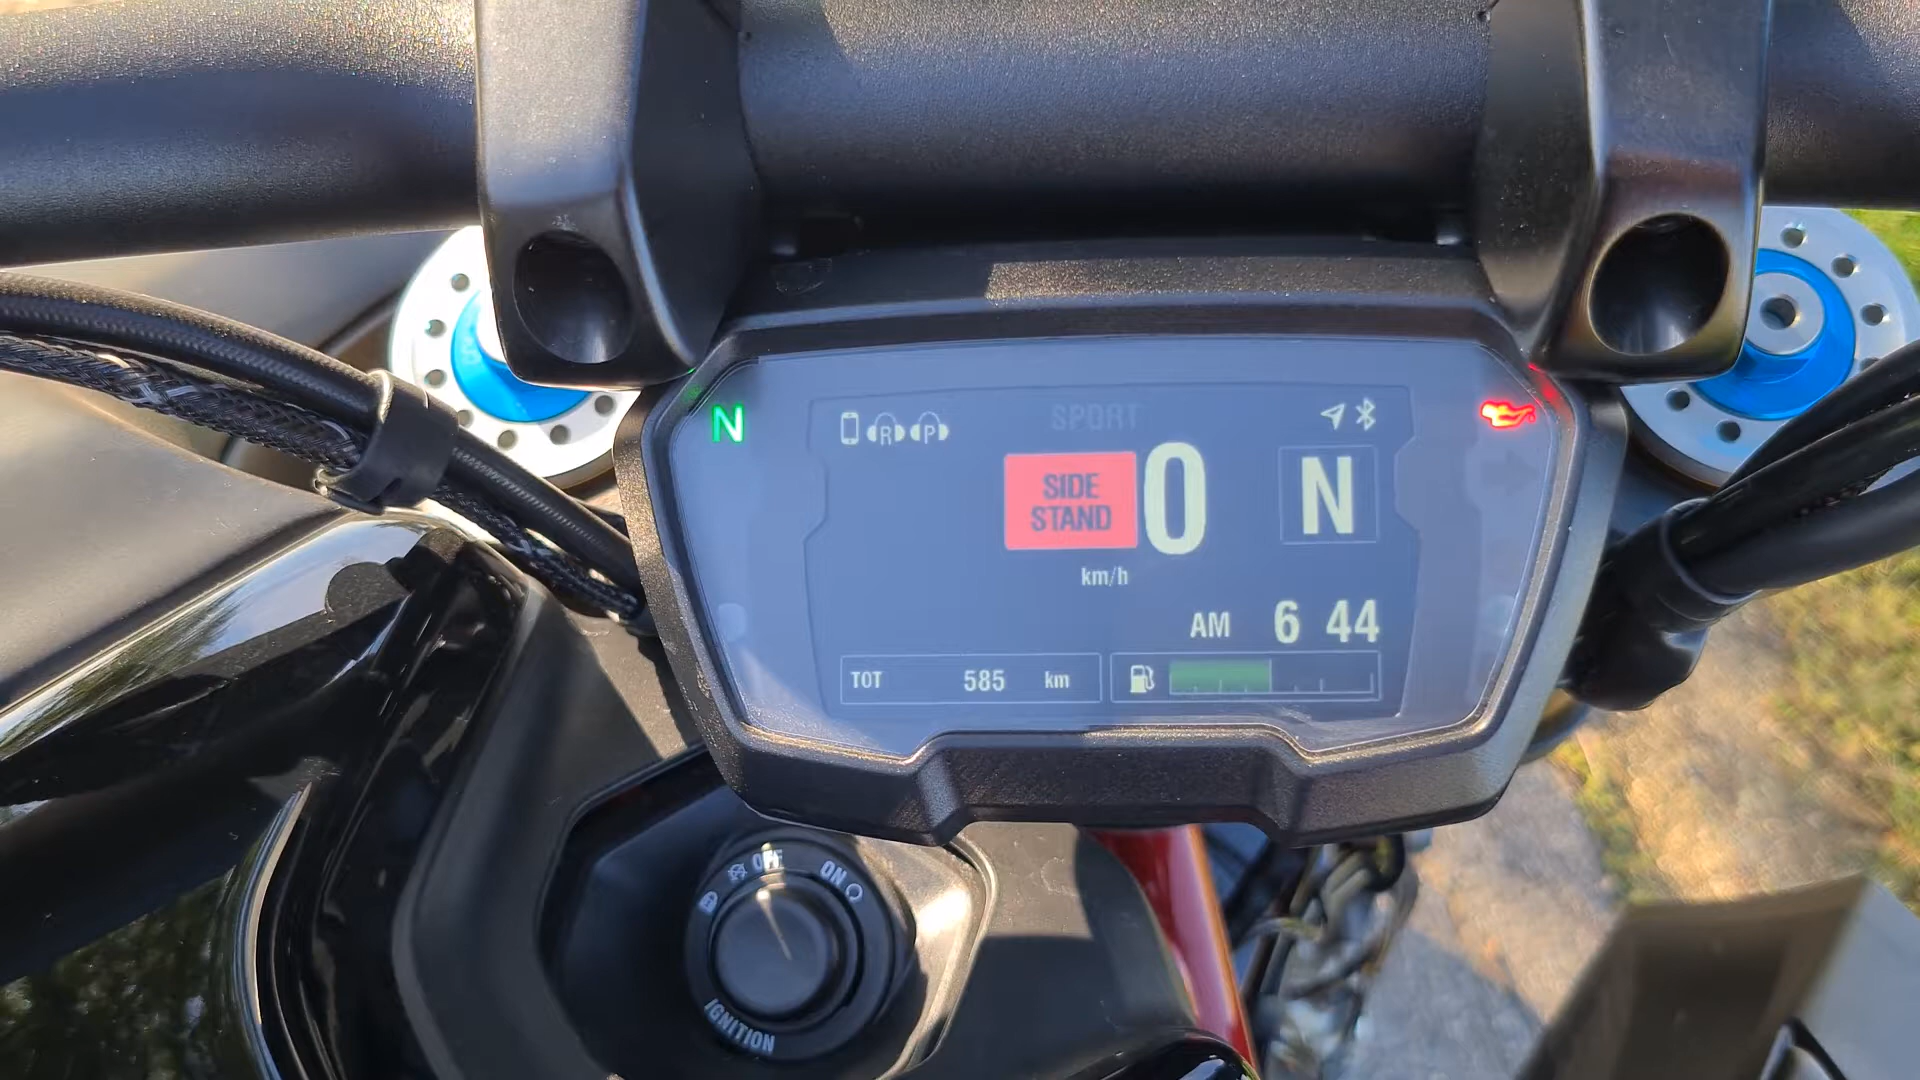 N
R P
SPORT
SIDE
STAND
0
N
km/h
AM 6 44
TOT 585 km
OFF
ON
IGNITION